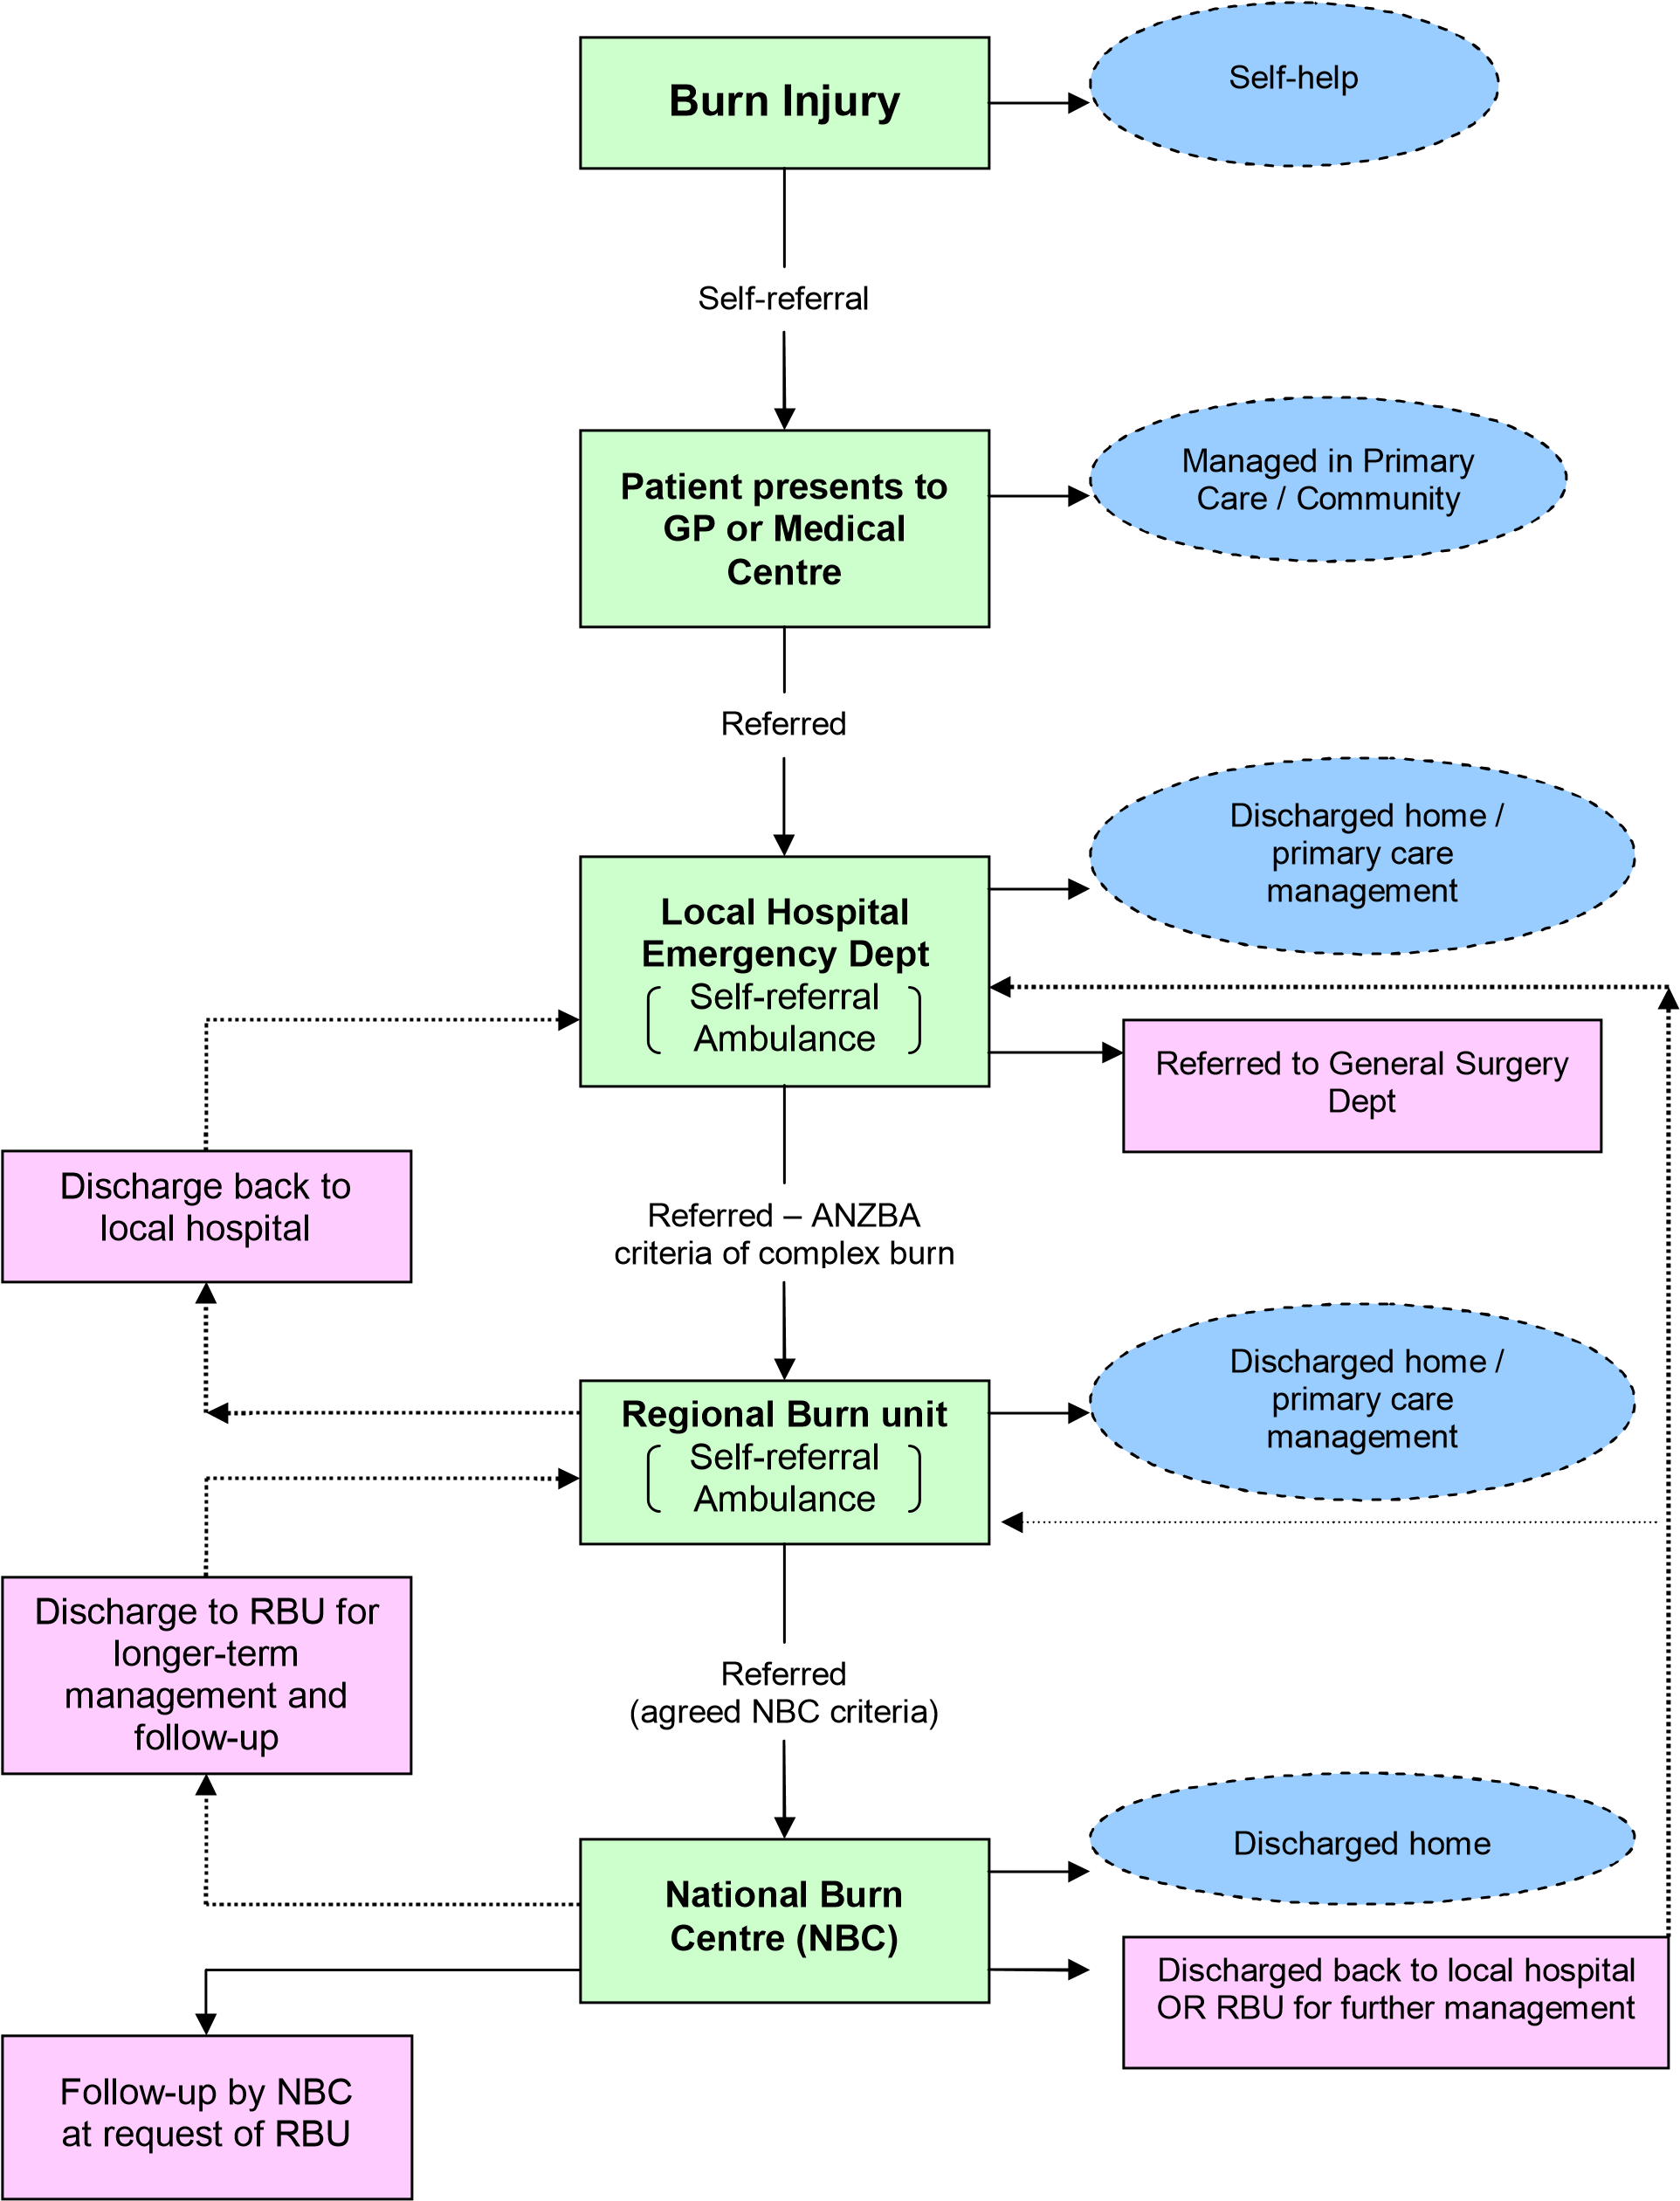 Burn Injury
Self-help
Self-referral
Patient presents to
GP or Medical
Centre
Managed in Primary
Care / Community
Referred
Local Hospital
Emergency Dept
Self-referral
Ambulance
Discharged home /
primary care
management
Referred to General Surgery
Dept
Discharge back to
local hospital
Referred – ANZBA
criteria of complex burn
Regional Burn unit
Self-referral
Ambulance
Discharged home /
primary care
management
Discharge to RBU for
longer-term
management and
follow-up
Referred
(agreed NBC criteria)
National Burn
Centre (NBC)
Discharged home
Discharged back to local hospital
OR RBU for further management
Follow-up by NBC
at request of RBU